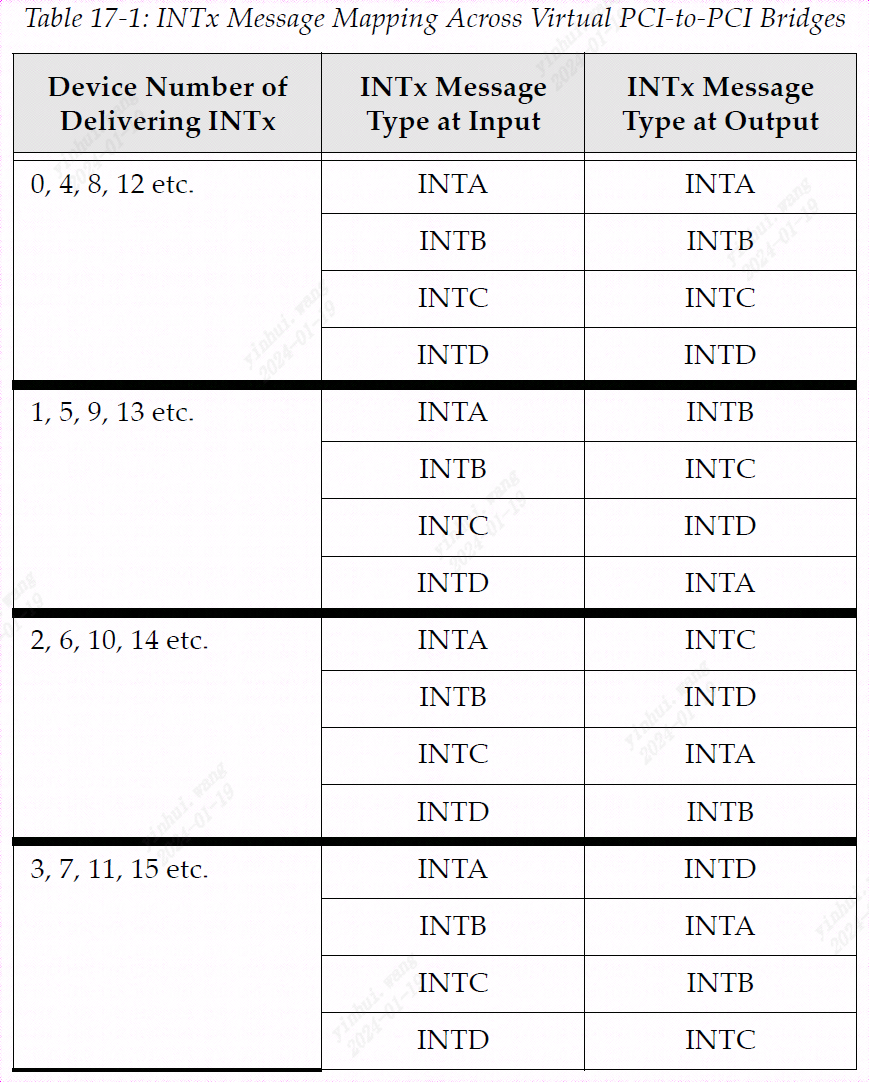 Table 17-1: INTx Message Mapping Across Virtual PCI-to-PCI Bridges
Device Number of Delivering INTx | INTx Message Type at Input | INTx Message Type at Output
0, 4, 8, 12 etc. | INTA | INTA
INTB | INTB
INTC | INTC
INTD | INTD
1, 5, 9, 13 etc. | INTA | INTB
INTB | INTC
INTC | INTD
INTD | INTA
2, 6, 10, 14 etc. | INTA | INTC
INTB | INTD
INTC | INTA
INTD | INTB
3, 7, 11, 15 etc. | INTA | INTD
INTB | INTA
INTC | INTB
INTD | INTC
yinhui.wang
2024-01-19